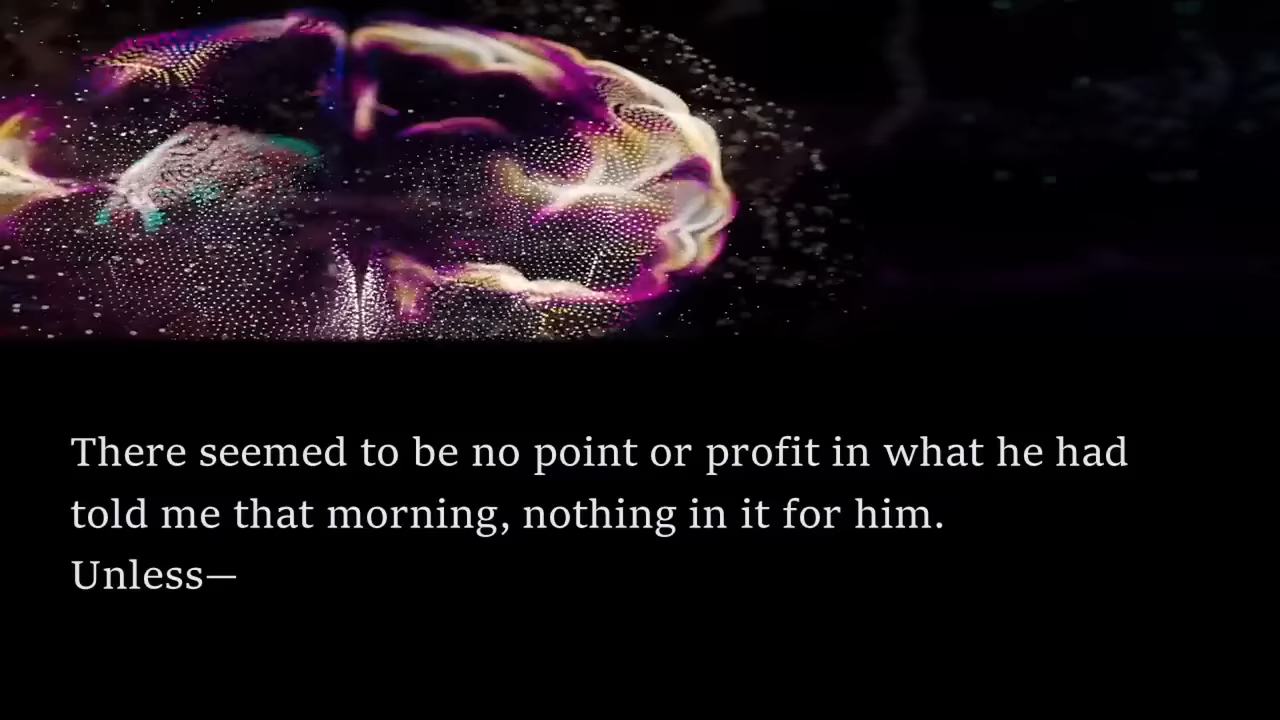 There seemed to be no point or profit in what he had
told me that morning, nothing in it for him.
Unless—